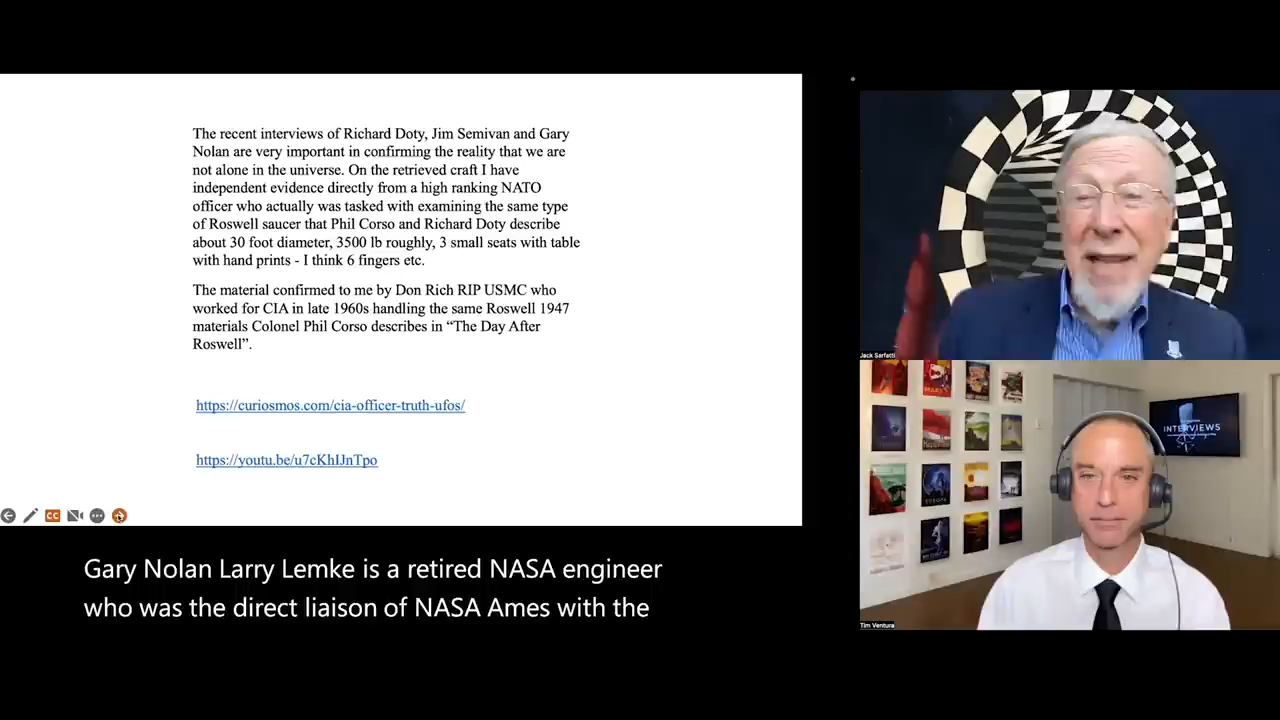 The recent interviews of Richard Doty, Jim Semivan and Gary
Nolan are very important in confirming the reality that we are
not alone in the universe. On the retrieved craft I have
independent evidence directly from a high ranking NATO
officer who actually was tasked with examining the same type
of Roswell saucer that Phil Corso and Richard Doty describe
about 30 foot diameter, 3500 lb roughly, 3 small seats with table
with hand prints - I think 6 fingers etc.
The material confirmed to me by Don Rich RIP USMC who
worked for CIA in late 1960s handling the same Roswell 1947
materials Colonel Phil Corso describes in “The Day After
Roswell”.
https://curiosmos.com/cia-officer-truth-ufos/
https://youtu.be/u7cKhIJnTpo
CC
Gary Nolan Larry Lemke is a retired NASA engineer
who was the direct liaison of NASA Ames with the
Jack Sarfatti
INTERVIEWS
MARS
EUROPA
Tim Ventura